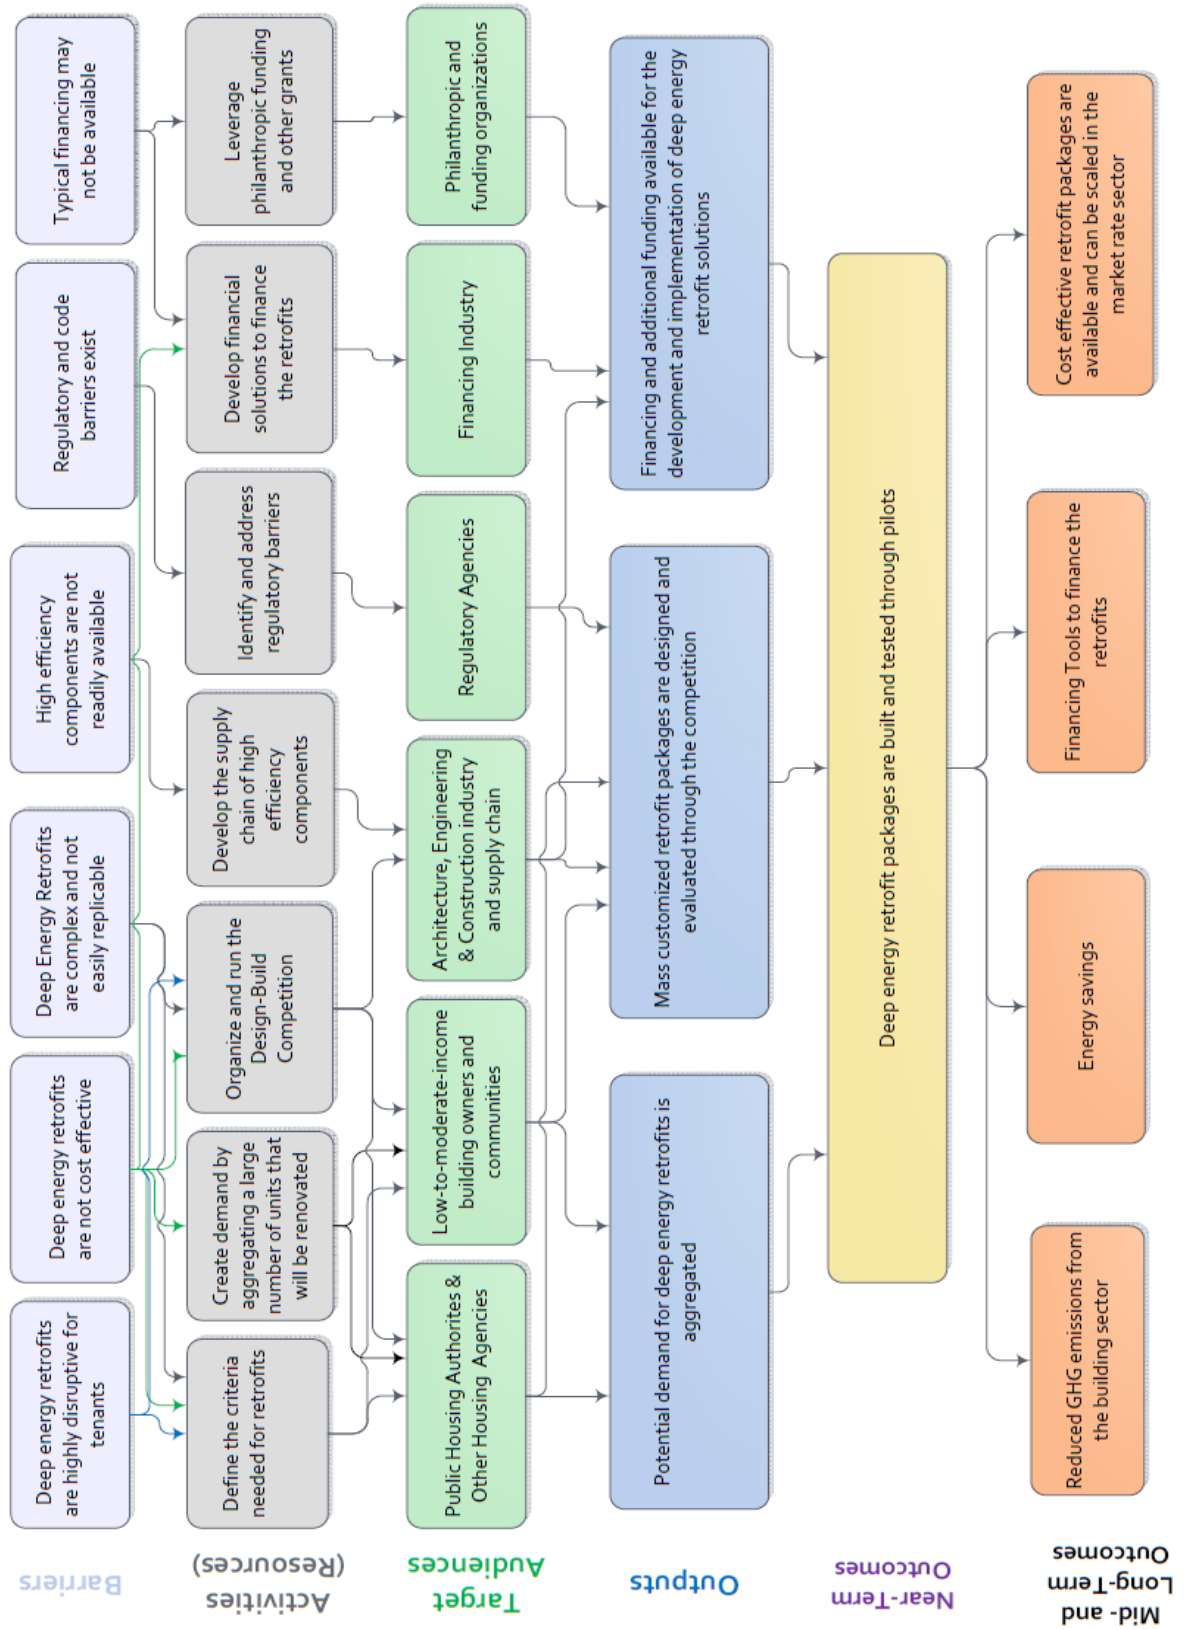 Barriers
Deep energy retrofits
are highly disruptive for
tenants
Deep energy retrofits
are not cost effective
Deep Energy Retrofits
are complex and not
easily replicable
High efficiency
components are not
readily available
Regulatory and code
barriers exist
Typical financing may
not be available
Activities
(Resources)
Define the criteria
needed for retrofits
Create demand by
aggregating a large
number of units that
will be renovated
Organize and run the
Design-Build
Competition
Develop the supply
chain of high
efficiency
components
Identify and address
regulatory barriers
Develop financial
solutions to finance
the retrofits
Leverage
philanthropic funding
and other grants
Target
Audiences
Public Housing Authorites &
Other Housing Agencies
Low-to-moderate-income
building owners and
communities
Architecture, Engineering
& Construction industry
and supply chain
Regulatory Agencies
Financing Industry
Philanthropic and
funding organizations
Outputs
Potential demand for deep energy retrofits is
aggregated
Mass customized retrofit packages are designed and
evaluated through the competition
Financing and additional funding available for the
development and implementation of deep energy
retrofit solutions
Near-Term
Outcomes
Deep energy retrofit packages are built and tested through pilots
Mid- and
Long-Term
Outcomes
Reduced GHG emissions from
the building sector
Energy savings
Financing Tools to finance the
retrofits
Cost effective retrofit packages are
available and can be scaled in the
market rate sector